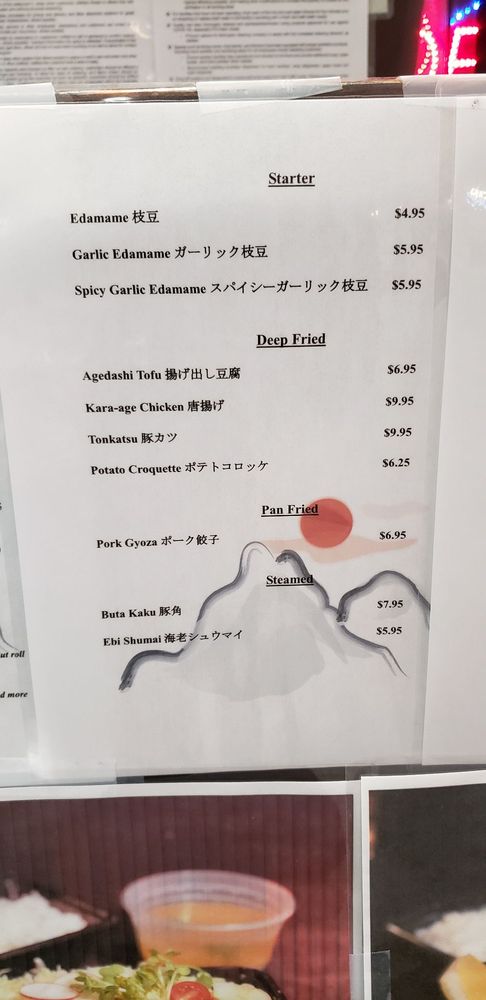 Starter
Edamame 枝豆 $4.95
Garlic Edamame ガーリック枝豆 $5.95
Spicy Garlic Edamame スパイシーガーリック枝豆 $5.95
Deep Fried
Agedashi Tofu 揚げ出し豆腐 $6.95
Kara-age Chicken 唐揚げ $9.95
Tonkatsu 豚カツ $9.95
Potato Croquette ポテトコロッケ $6.25
Pan Fried
Pork Gyoza ポーク餃子 $6.95
Steamed
Buta Kaku 豚角 $7.95
Ebi Shumai 海老シュウマイ $5.95
ut roll
d more